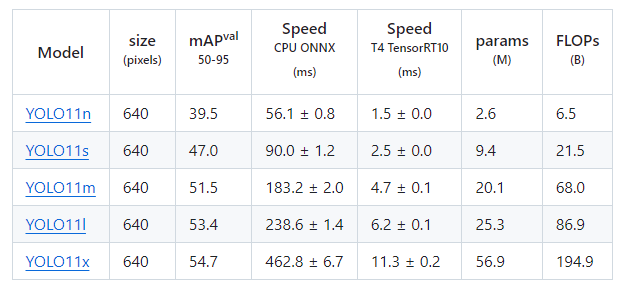 Model size (pixels) mAPval 50-95 Speed CPU ONNX (ms) Speed T4 TensorRT10 (ms) params (M) FLOPs (B)
YOLO11n 640 39.5 56.1 ± 0.8 1.5 ± 0.0 2.6 6.5
YOLO11s 640 47.0 90.0 ± 1.2 2.5 ± 0.0 9.4 21.5
YOLO11m 640 51.5 183.2 ± 2.0 4.7 ± 0.1 20.1 68.0
YOLO11l 640 53.4 238.6 ± 1.4 6.2 ± 0.1 25.3 86.9
YOLO11x 640 54.7 462.8 ± 6.7 11.3 ± 0.2 56.9 194.9